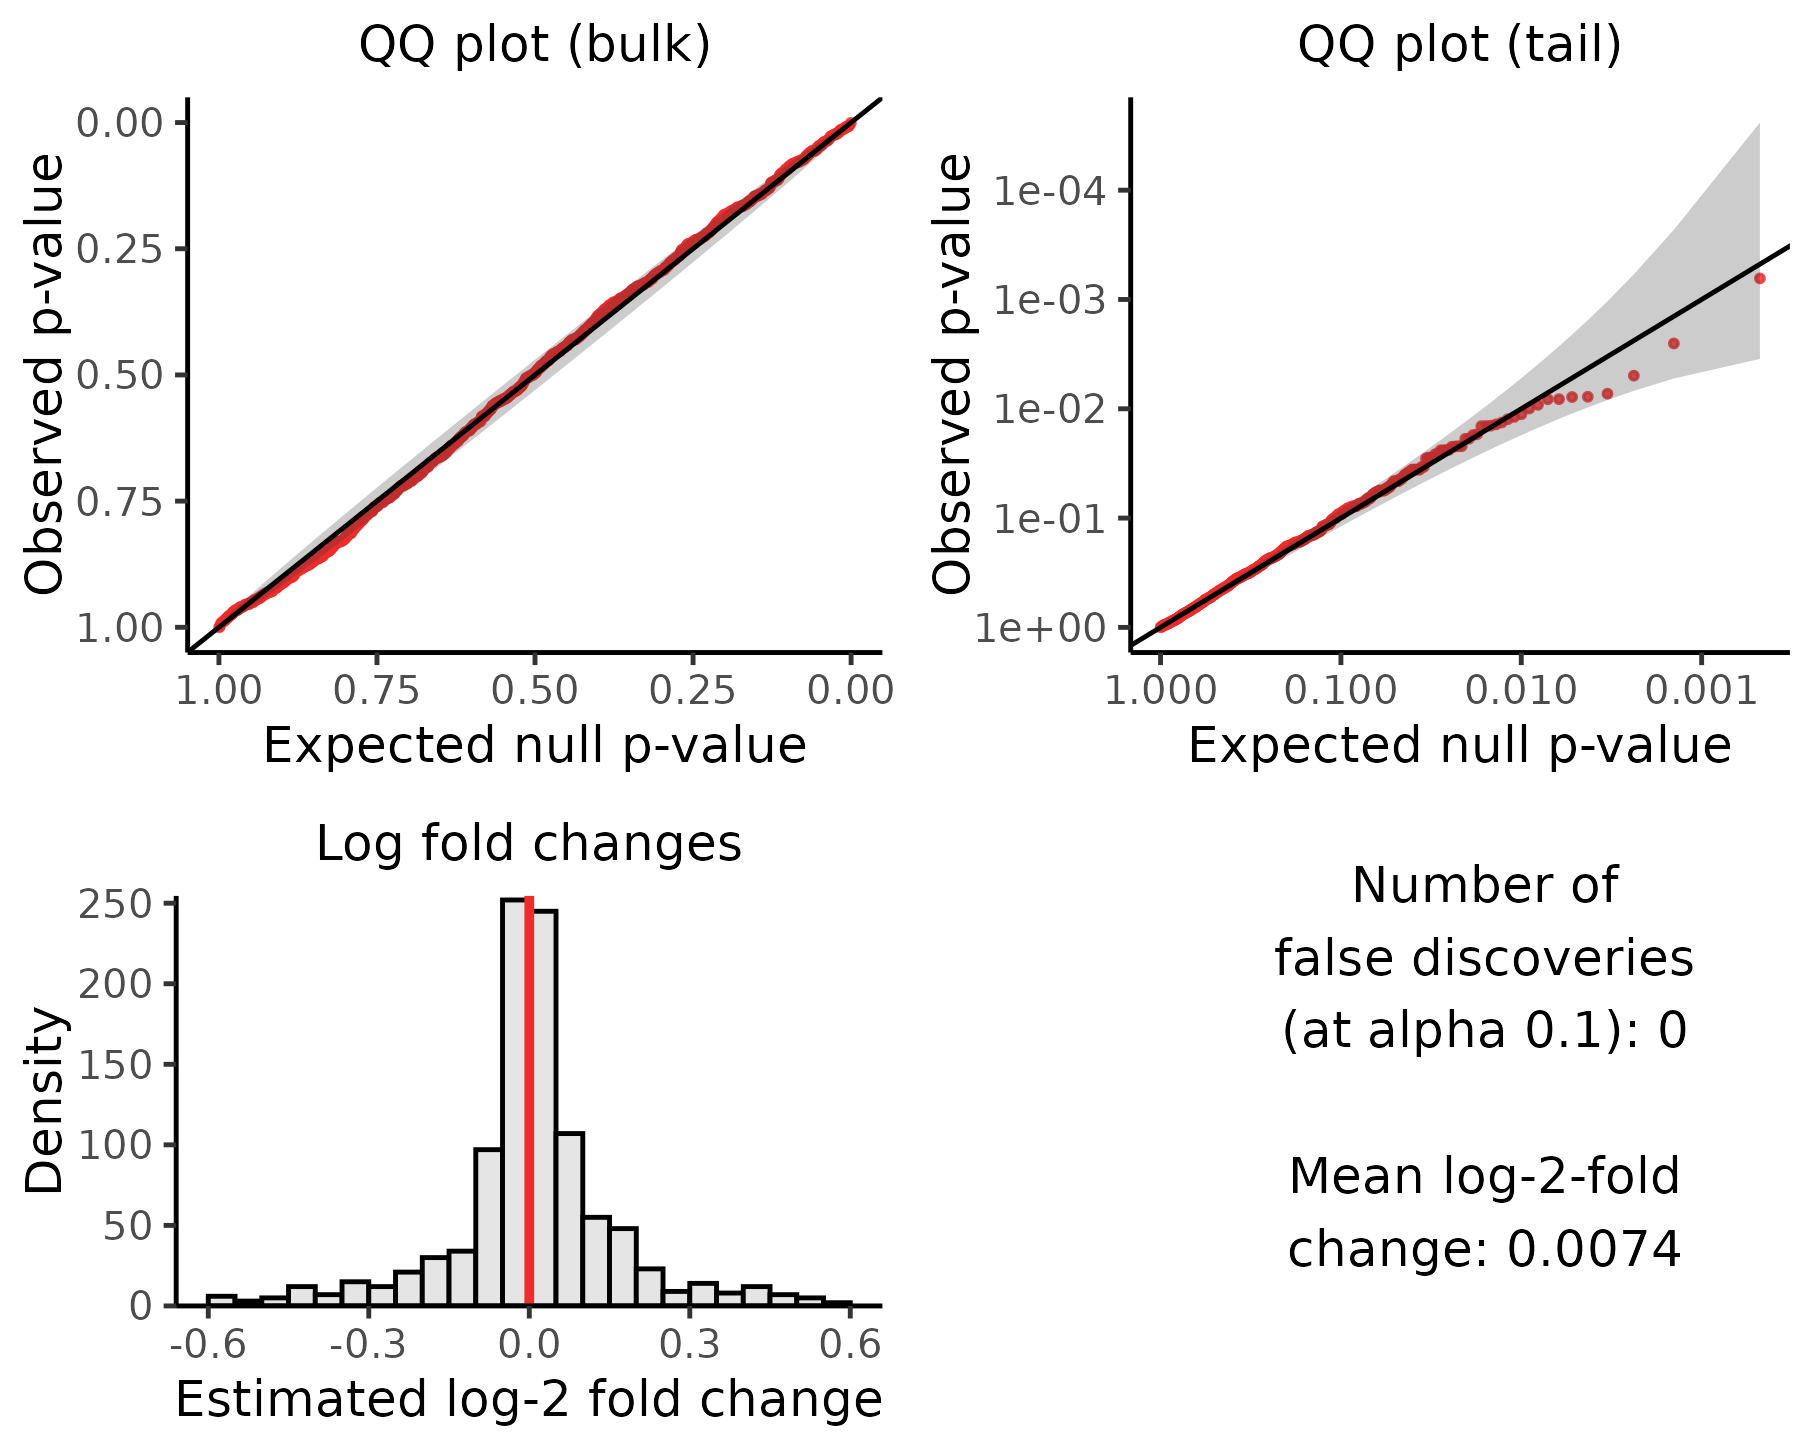 QQ plot (bulk)
Observed p-value
0.00
0.25
0.50
0.75
1.00
1.00 0.75 0.50 0.25 0.00
Expected null p-value
QQ plot (tail)
Observed p-value
1e-04
1e-03
1e-02
1e-01
1e+00
1.000 0.100 0.010 0.001
Expected null p-value
Log fold changes
Density
250
200
150
100
50
0
-0.6 -0.3 0.0 0.3 0.6
Estimated log-2 fold change
Number of
false discoveries
(at alpha 0.1): 0
Mean log-2-fold
change: 0.0074